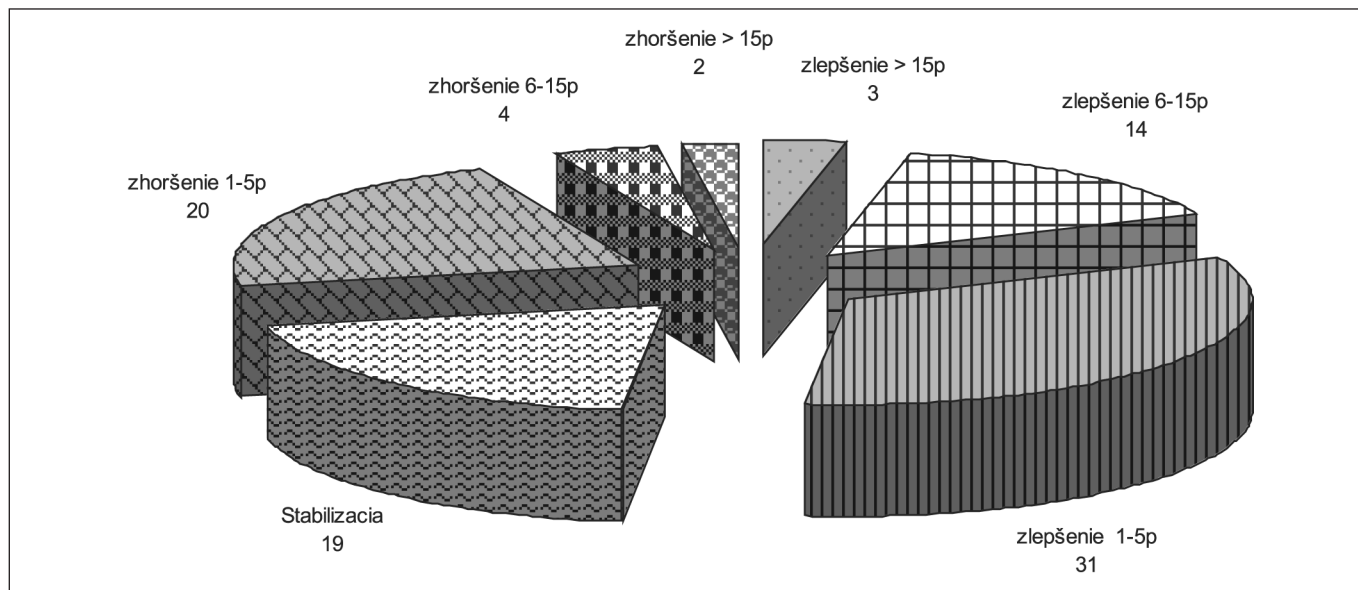 zhoršenie > 15p
2
zlepšenie > 15p
3
zhoršenie 6-15p
4
zlepšenie 6-15p
14
zhoršenie 1-5p
20
Stabilizacia
19
zlepšenie 1-5p
31